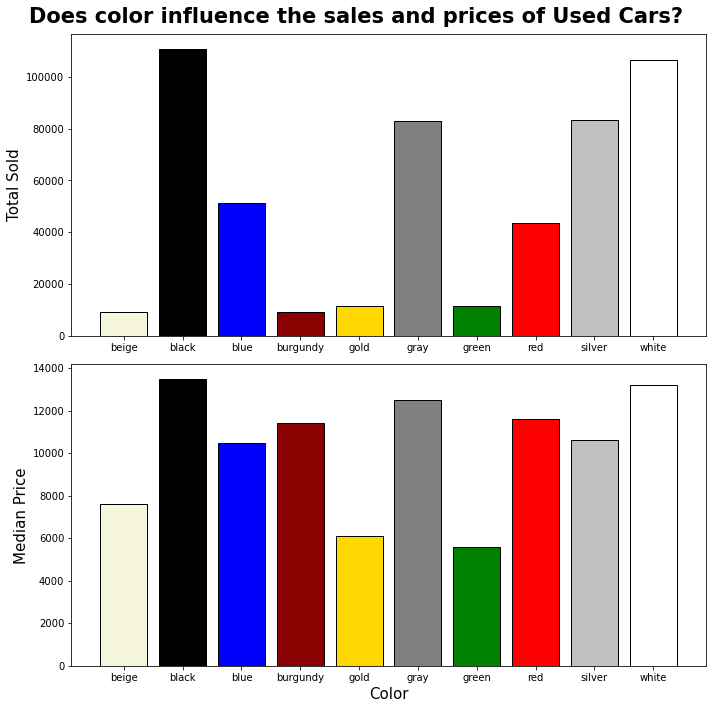 Does color influence the sales and prices of Used Cars?
Total Sold
100000
80000
60000
40000
20000
0
beige black blue burgundy gold gray green red silver white
Median Price
14000
12000
10000
8000
6000
4000
2000
0
beige black blue burgundy gold gray green red silver white
Color